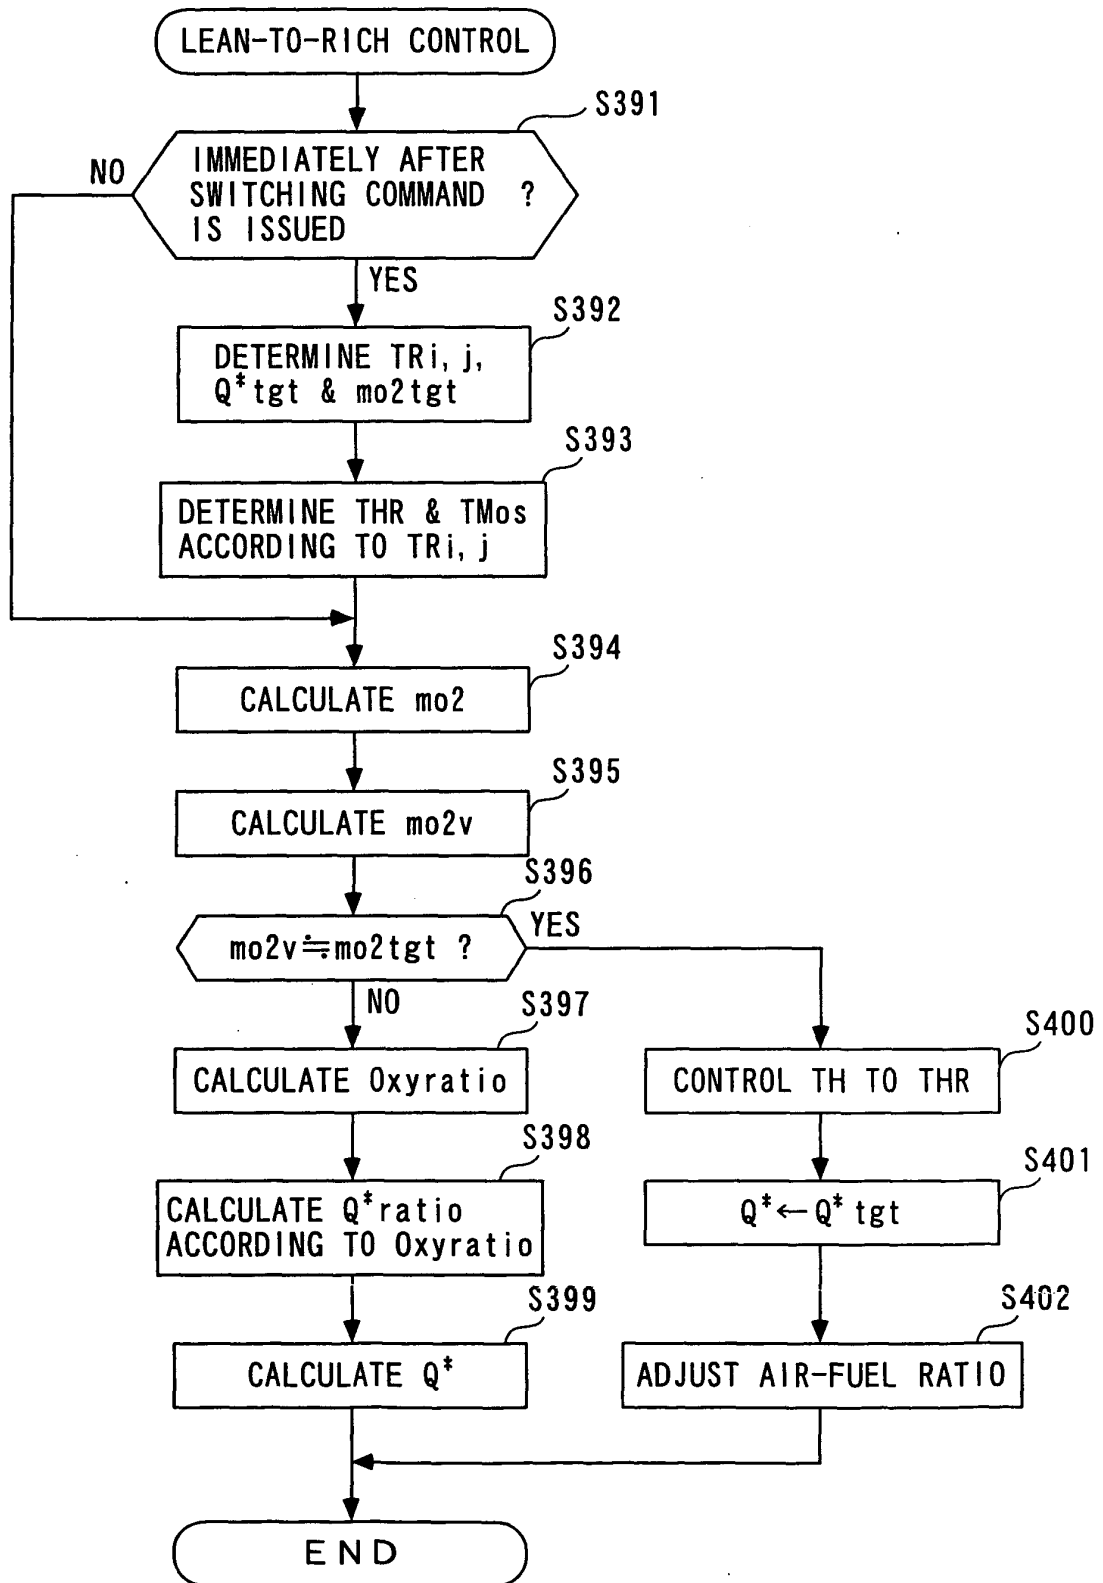 LEAN-TO-RICH CONTROL
S391
NO
IMMEDIATELY AFTER
SWITCHING COMMAND ?
IS ISSUED
YES
S392
DETERMINE TRi, j,
Q*tgt & mo2tgt
S393
DETERMINE THR & TMos
ACCORDING TO TRi, j
S394
CALCULATE mo2
S395
CALCULATE mo2v
S396
mo2v≒mo2tgt ?
YES
NO
S397
CALCULATE Oxyratio
S398
CALCULATE Q*ratio
ACCORDING TO Oxyratio
S399
CALCULATE Q*
S400
CONTROL TH TO THR
S401
Q*←Q*tgt
S402
ADJUST AIR-FUEL RATIO
END